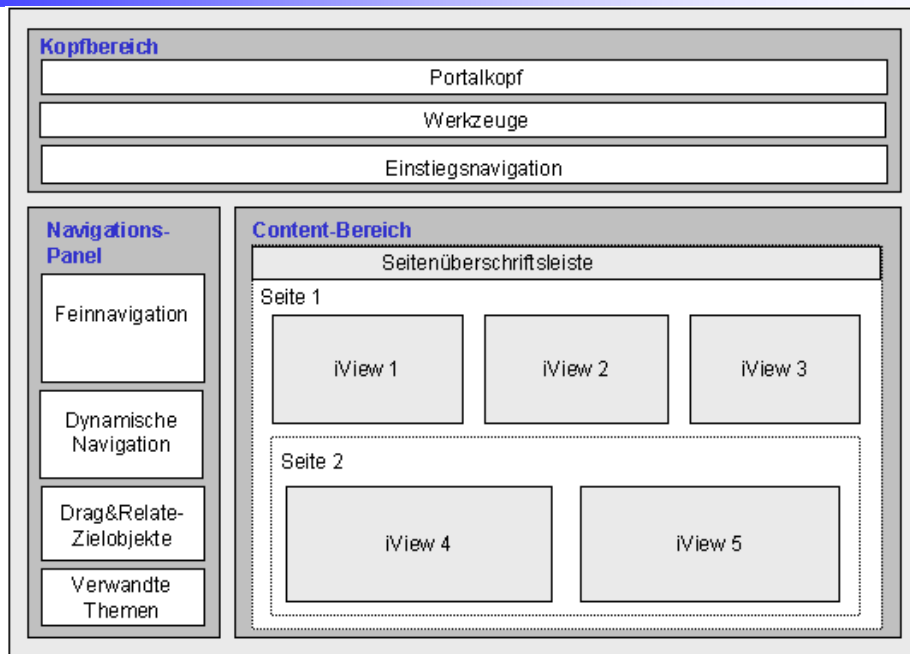 Kopfbereich
Portalkopf
Werkzeuge
Einstiegsnavigation
Navigations-
Panel
Feinnavigation
Dynamische
Navigation
Drag&Relate-
Zielobjekte
Verwandte
Themen
Content-Bereich
Seitenüberschriftsleiste
Seite 1
iView 1
iView 2
iView 3
Seite 2
iView 4
iView 5